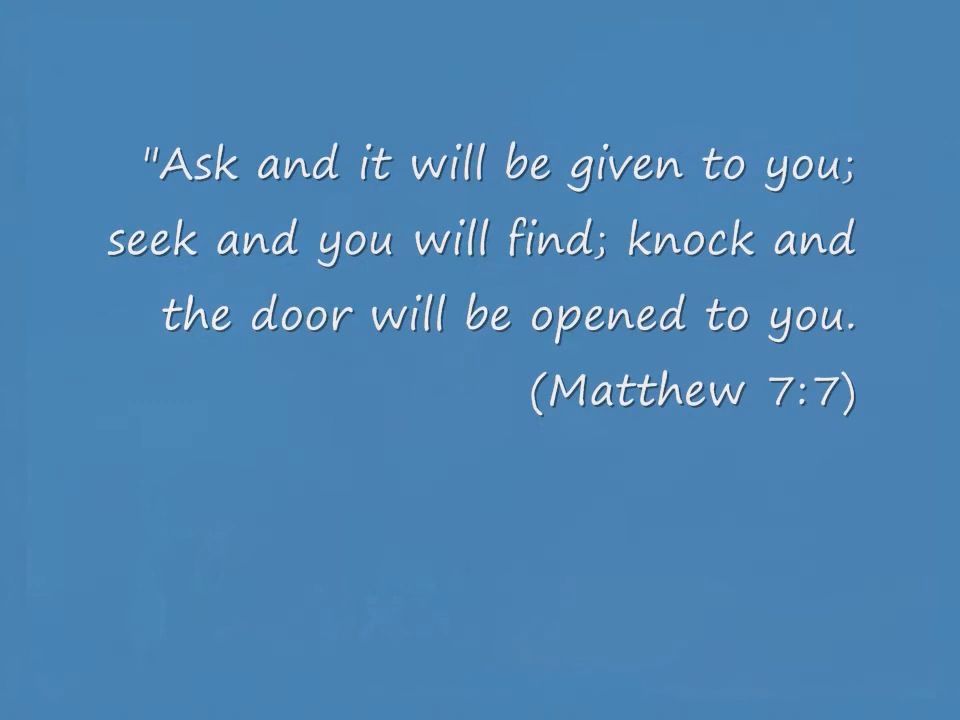 "Ask and it will be given to you;
seek and you will find; knock and
the door will be opened to you.
(Matthew 7:7)